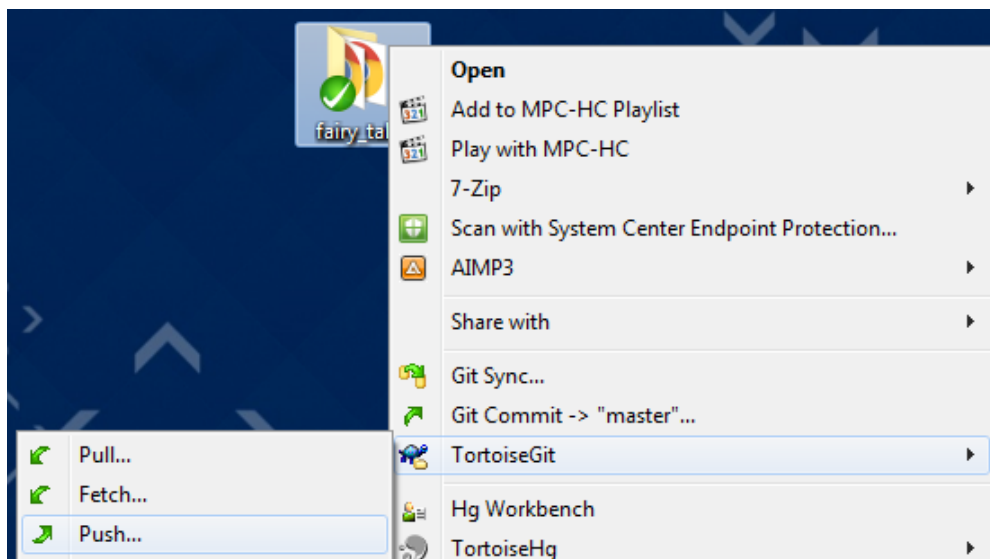 fairy_tal
Open
Add to MPC-HC Playlist
Play with MPC-HC
7-Zip
Scan with System Center Endpoint Protection...
AIMP3
Share with
Git Sync...
Git Commit -> "master"...
TortoiseGit
Hg Workbench
TortoiseHg
Pull...
Fetch...
Push...